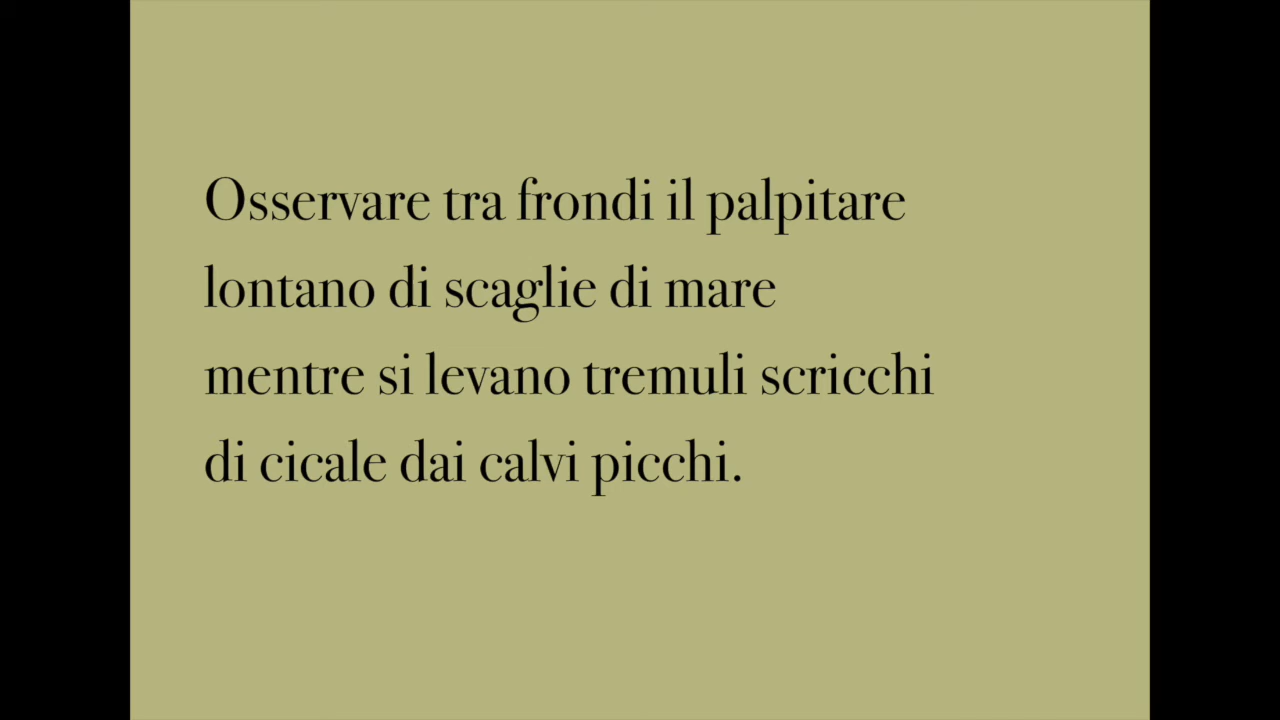 Osservare tra frondi il palpitare
lontano di scaglie di mare
mentre si levano tremuli scricchi
di cicale dai calvi picchi.